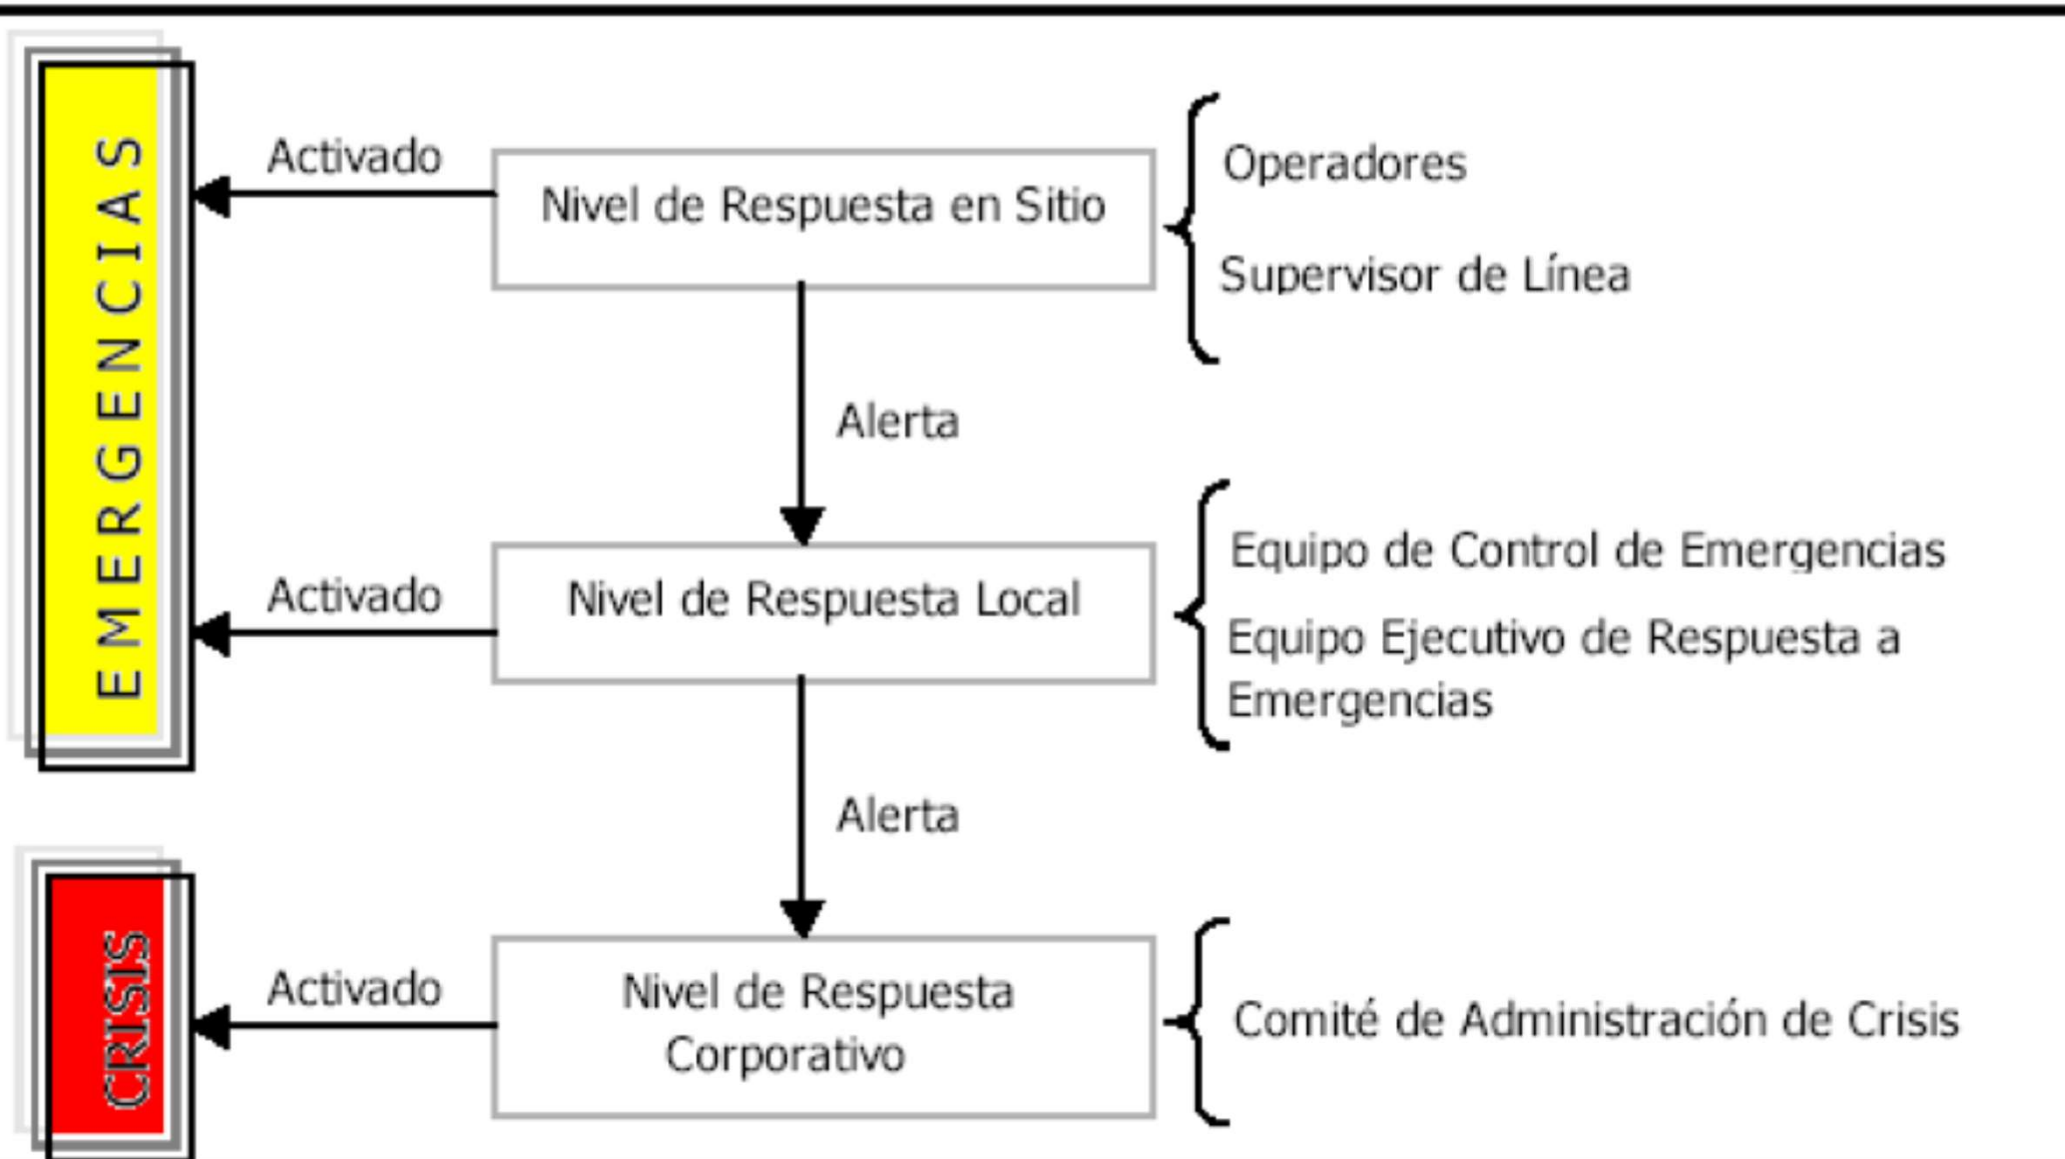 EMERGENCIAS
Activado
Nivel de Respuesta en Sitio
Operadores
Supervisor de Línea
Alerta
Activado
Nivel de Respuesta Local
Equipo de Control de Emergencias
Equipo Ejecutivo de Respuesta a
Emergencias
Alerta
CRISIS
Activado
Nivel de Respuesta
Corporativo
Comité de Administración de Crisis